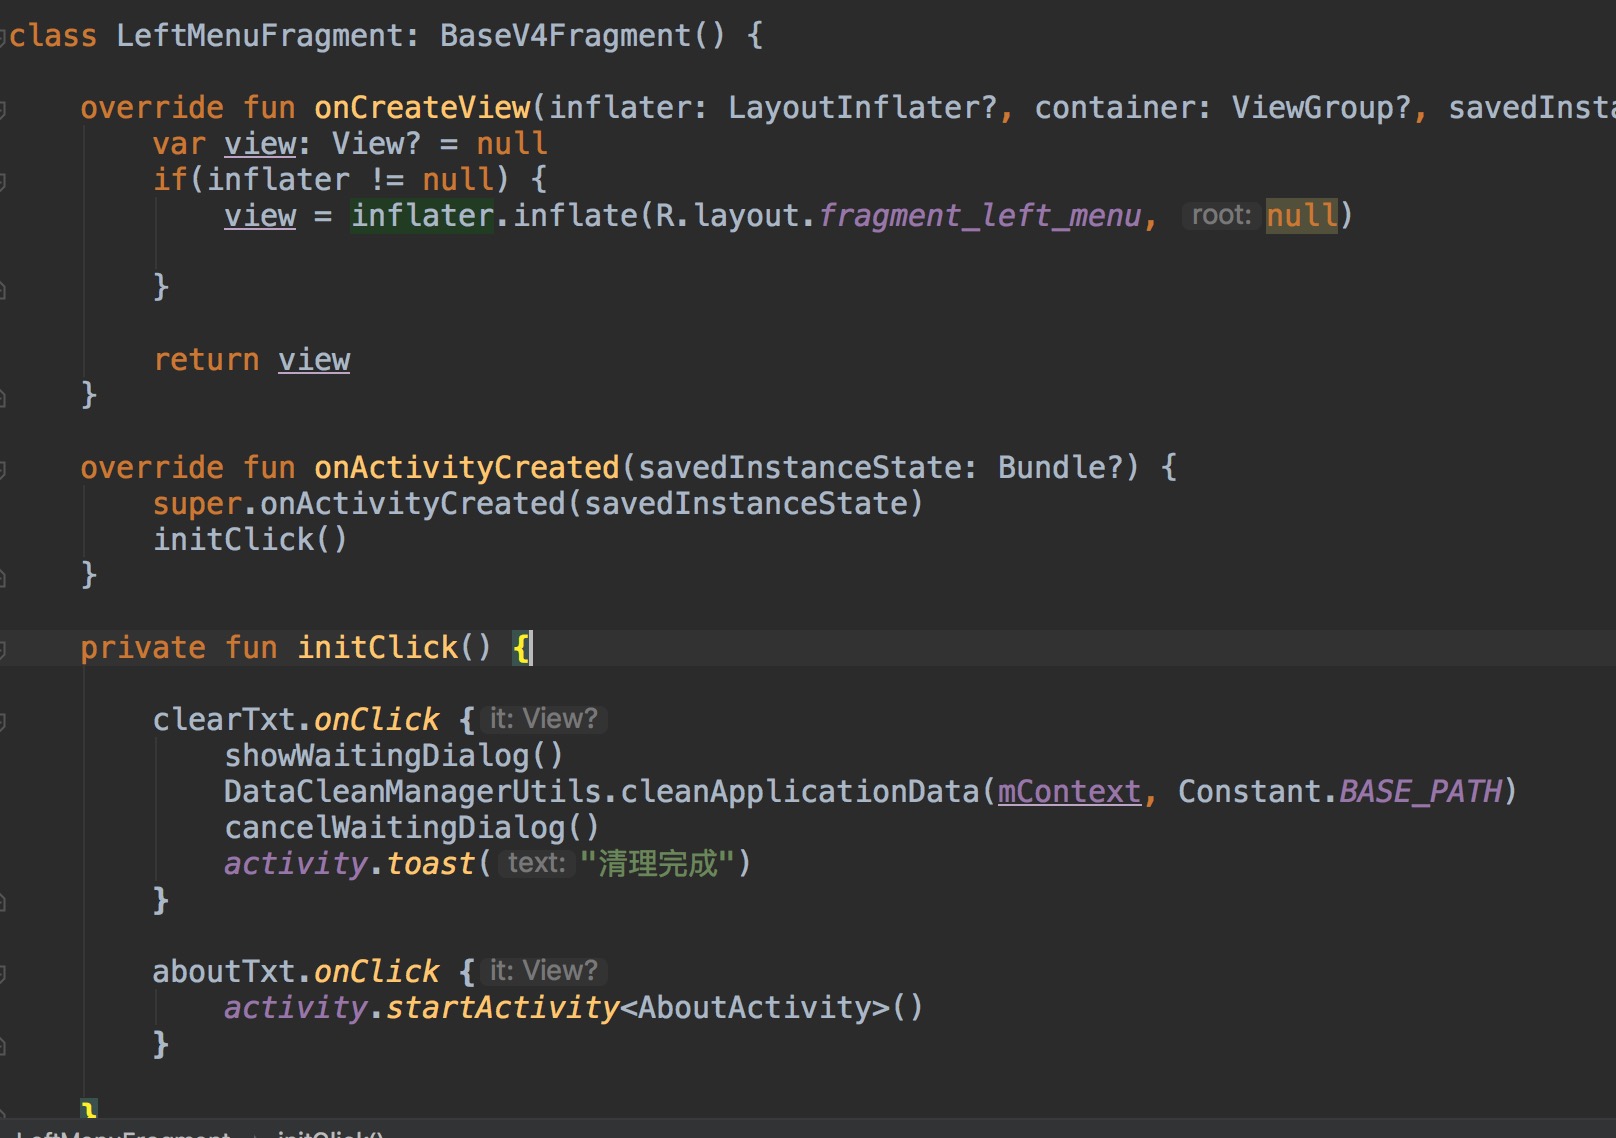 class LeftMenuFragment: BaseV4Fragment() {
override fun onCreateView(inflater: LayoutInflater?, container: ViewGroup?, savedInsta
var view: View? = null
if(inflater != null) {
view = inflater.inflate(R.layout.fragment_left_menu, root: null)
}
return view
}
override fun onActivityCreated(savedInstanceState: Bundle?) {
super.onActivityCreated(savedInstanceState)
initClick()
}
private fun initClick() {
clearTxt.onClick { it: View?
showWaitingDialog()
DataCleanManagerUtils.cleanApplicationData(mContext, Constant.BASE_PATH)
cancelWaitingDialog()
activity.toast( text: "清理完成")
}
aboutTxt.onClick { it: View?
activity.startActivity<AboutActivity>()
}
}
LeftMenuFragment › initClick()